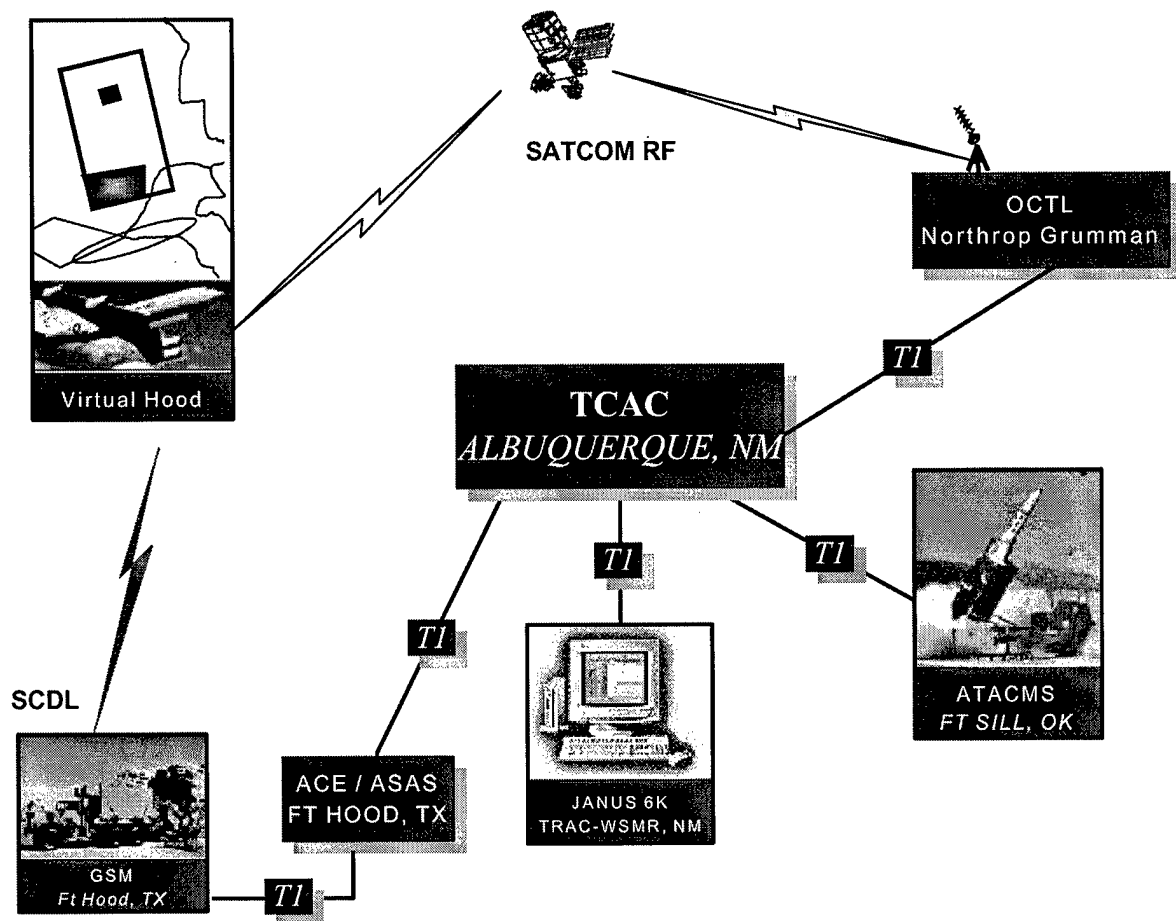 SATCOM RF
OCTL
Northrop Grumman
Virtual Hood
T1
TCAC
ALBUQUERQUE, NM
T1
T1
T1
SCDL
ATACMS
FT SILL, OK
ACE / ASAS
FT HOOD, TX
JANUS 6K
TRAC-WSMR, NM
GSM
Ft Hood, TX
T1